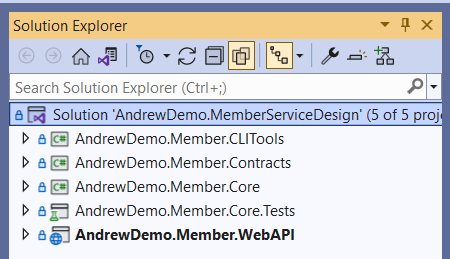 Solution Explorer
Search Solution Explorer (Ctrl+;)
Solution 'AndrewDemo.MemberServiceDesign' (5 of 5 proj
AndrewDemo.Member.CLITools
AndrewDemo.Member.Contracts
AndrewDemo.Member.Core
AndrewDemo.Member.Core.Tests
AndrewDemo.Member.WebAPI